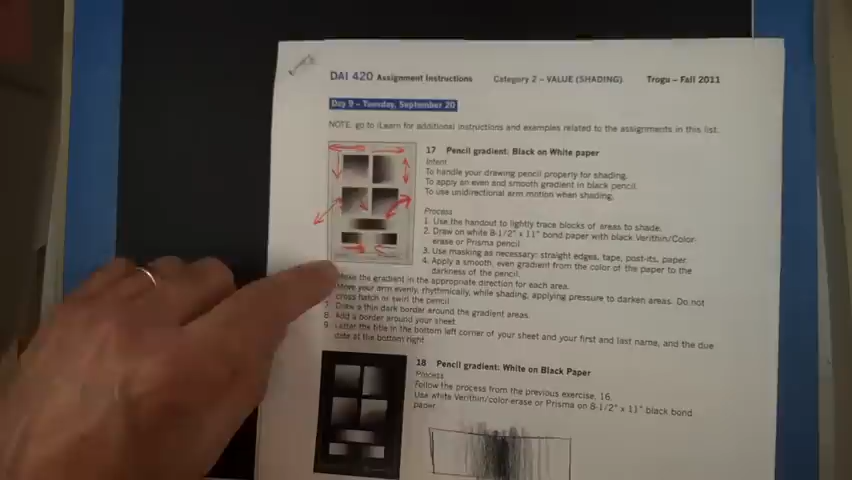 DAI 420 Assignment Instructions Category 2 – VALUE (SHADING) Trogu – Fall 2011
Day 9 – Tuesday, September 20
NOTE: go to iLearn for additional instructions and examples related to the assignments in this list.
17 Pencil gradient: Black on White paper
Intent
To handle your drawing pencil properly for shading.
To apply an even and smooth gradient in black pencil.
To use unidirectional arm motion when shading.
Process
1. Use the handout to lightly trace blocks of areas to shade.
2. Draw on white 8-1/2" x 11" bond paper with black Verithin/Color-
erase or Prisma pencil.
3. Use masking as necessary: straight edges, tape, post-its, paper.
4. Apply a smooth, even gradient from the color of the paper to the
darkness of the pencil.
the gradient in the appropriate direction for each area.
your arm evenly, rhythmically, while shading, applying pressure to darken areas. Do not
cross hatch or swirl the pencil.
7. Draw a thin dark border around the gradient areas.
8. Add a border around your sheet.
9. Letter the title in the bottom left corner of your sheet and your first and last name, and the due
date at the bottom right.
18 Pencil gradient: White on Black Paper
Process
Follow the process from the previous exercise, 16.
Use white Verithin/color-erase or Prisma on 8-1/2" x 11" black bond
paper